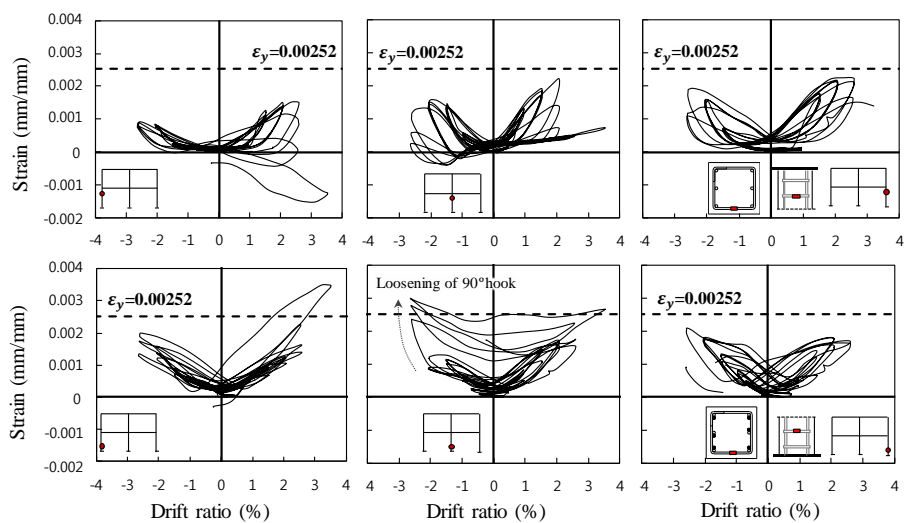 0.004
0.003
0.002
0.001
0
-0.001
-0.002
Strain (mm/mm)
εy=0.00252
εy=0.00252
εy=0.00252
-4 -3 -2 -1 0 1 2 3 4
-4 -3 -2 -1 0 1 2 3 4
-4 -3 -2 -1 0 1 2 3 4
0.004
0.003
0.002
0.001
0
-0.001
-0.002
Strain (mm/mm)
εy=0.00252
Loosening of 90°hook
εy=0.00252
-4 -3 -2 -1 0 1 2 3 4
-4 -3 -2 -1 0 1 2 3 4
-4 -3 -2 -1 0 1 2 3 4
Drift ratio (%)
Drift ratio (%)
Drift ratio (%)